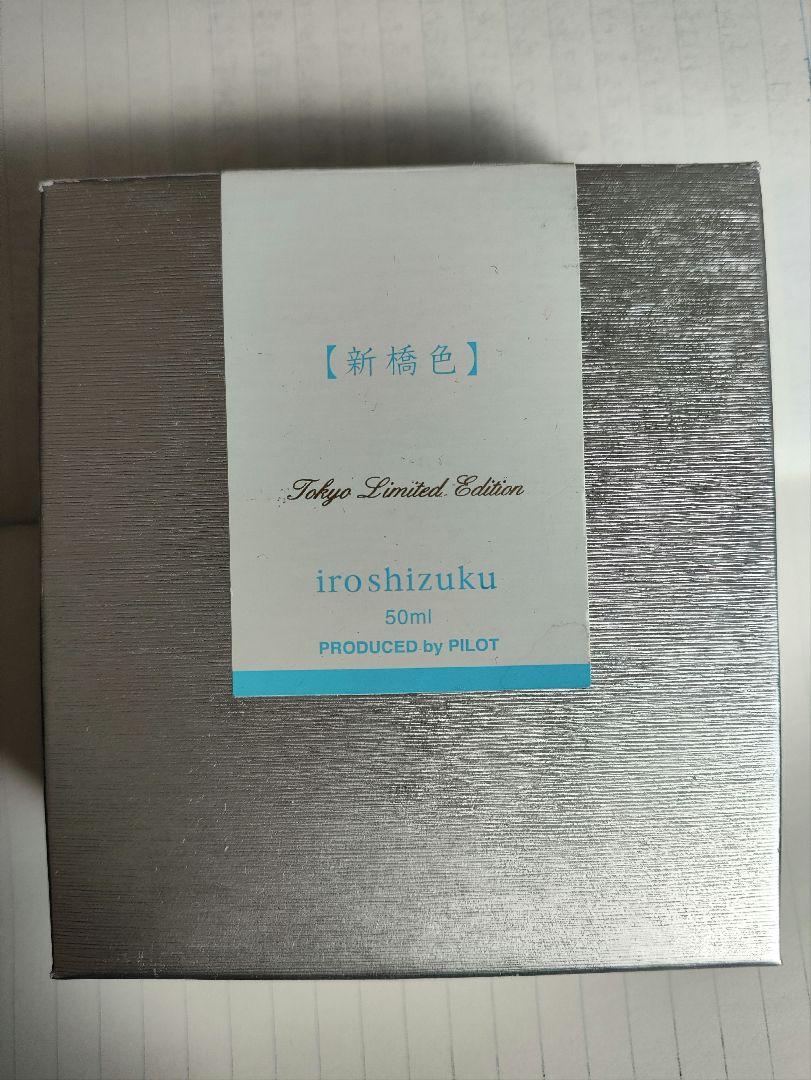 【新橋色】
Tokyo Limited Edition
iroshizuku
50ml
PRODUCED by PILOT